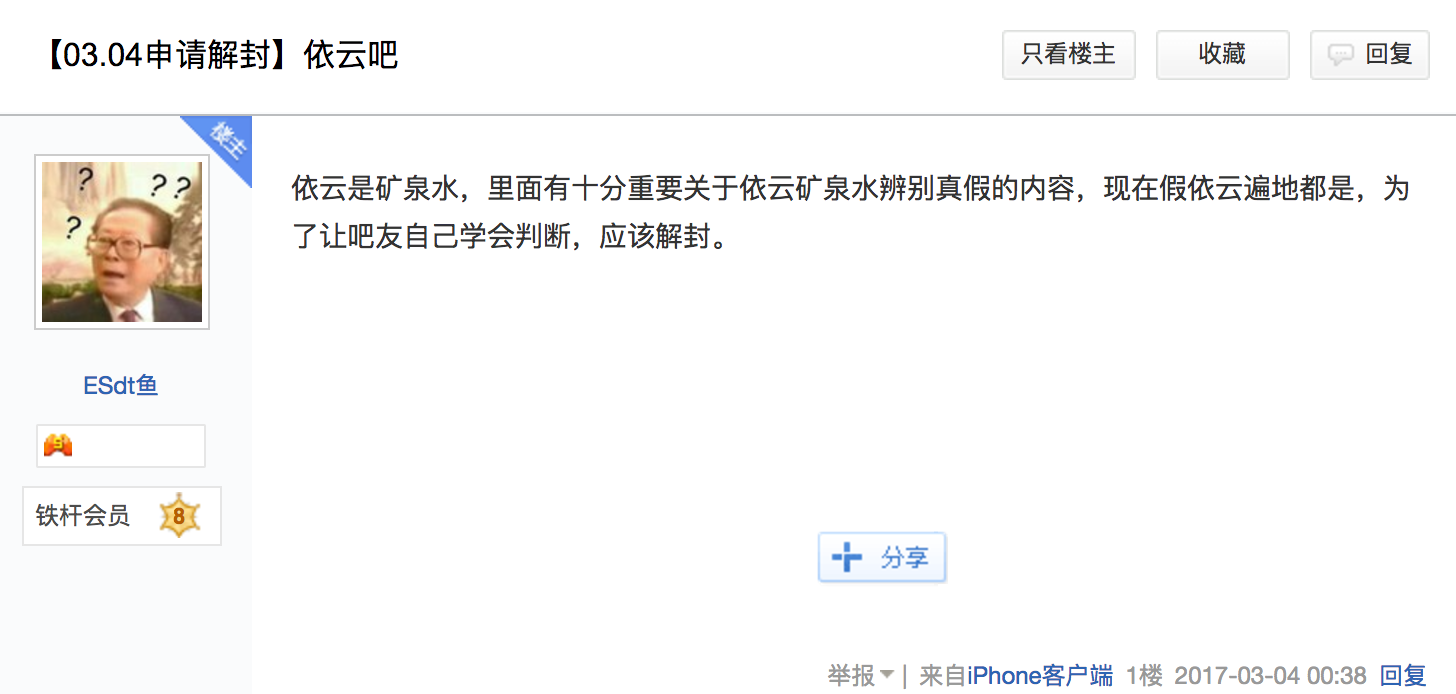 【03.04申请解封】依云吧
只看楼主
收藏
回复
楼主
? ? ?
?
ESdt鱼
5
铁杆会员 8
依云是矿泉水，里面有十分重要关于依云矿泉水辨别真假的内容，现在假依云遍地都是，为
了让吧友自己学会判断，应该解封。
分享
举报 | 来自iPhone客户端 1楼 2017-03-04 00:38 回复